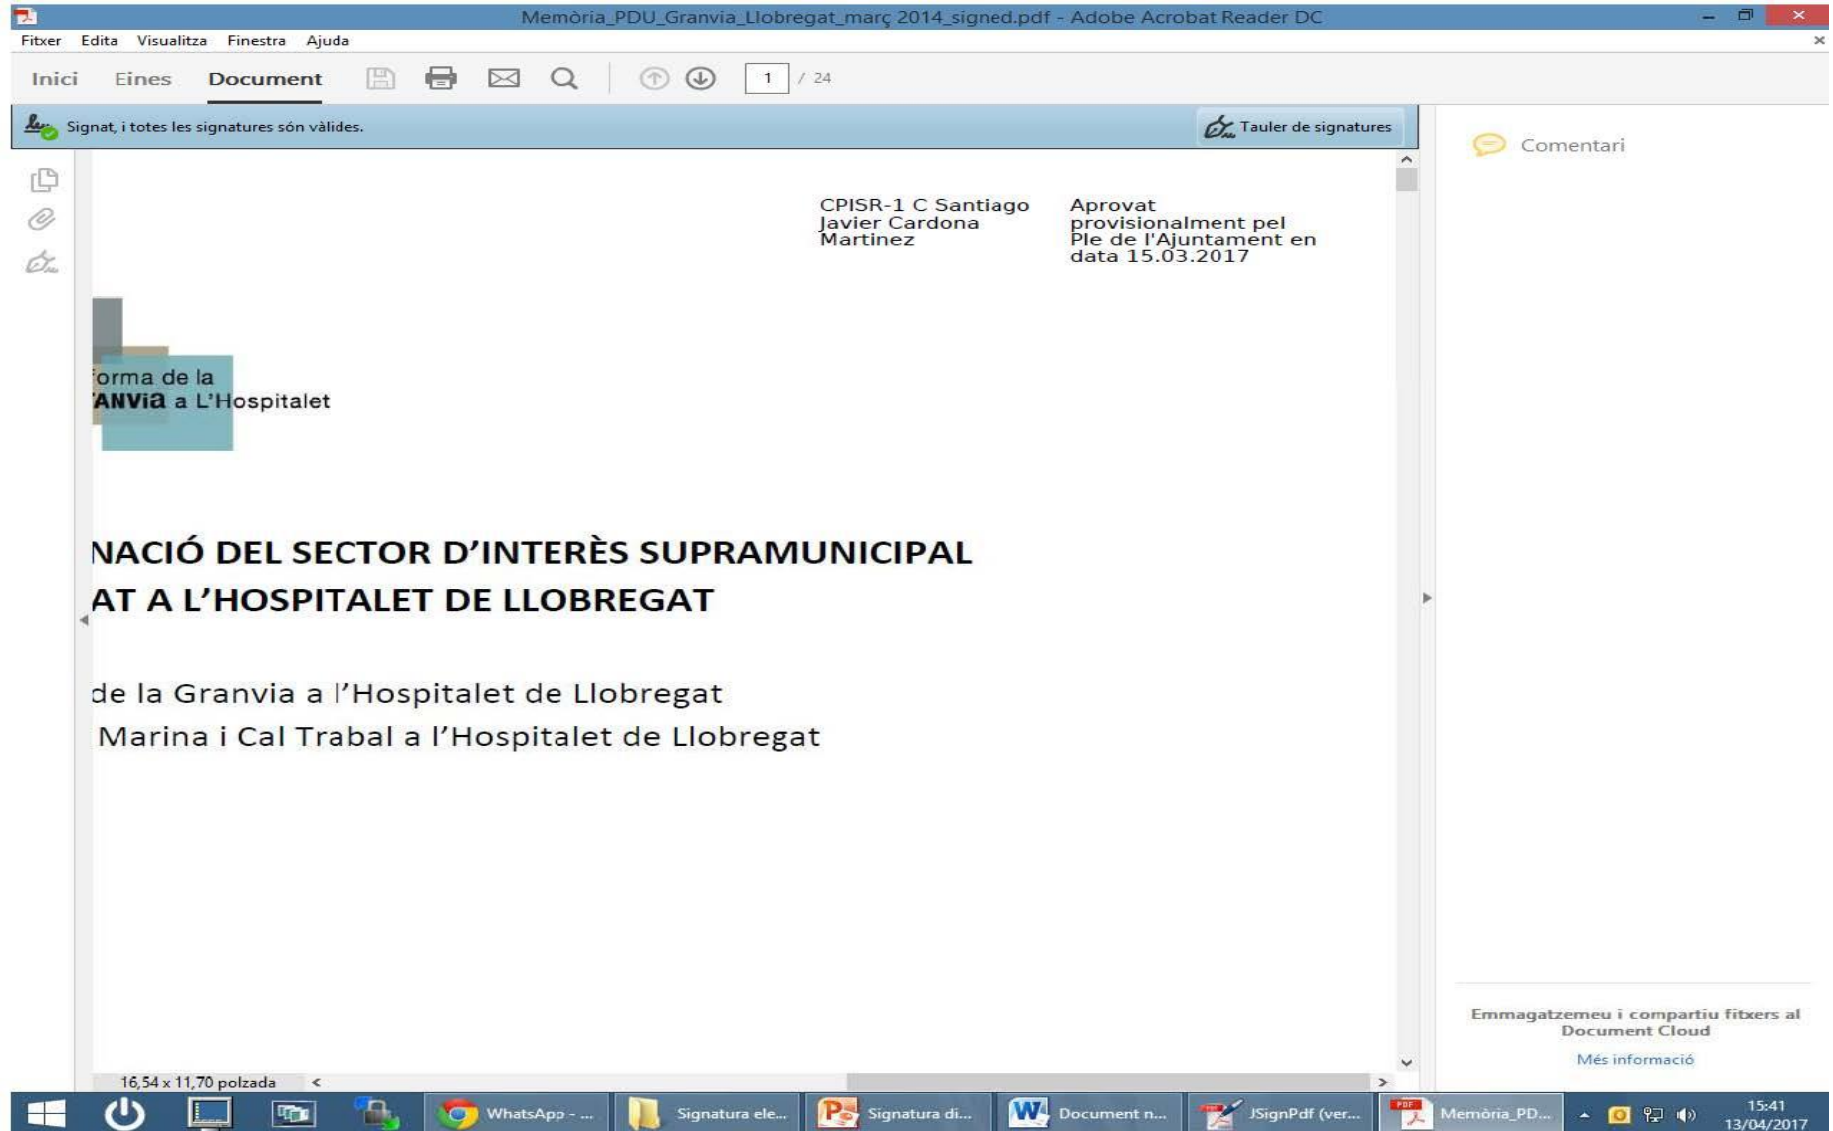 Memòria_PDU_Granvia_Llobregat_març 2014_signed.pdf - Adobe Acrobat Reader DC
Fitxer Edita Visualitza Finestra Ajuda
Inici Eines Document 1 / 24
Signat, i totes les signatures són vàlides.
Tauler de signatures
Comentari
CPISR-1 C Santiago
Javier Cardona
Martinez
Aprovat
provisionalment pel
Ple de l'Ajuntament en
data 15.03.2017
forma de la
ANVia a L'Hospitalet
NACIÓ DEL SECTOR D'INTERÈS SUPRAMUNICIPAL
AT A L'HOSPITALET DE LLOBREGAT
de la Granvia a l'Hospitalet de Llobregat
Marina i Cal Trabal a l'Hospitalet de Llobregat
Emmagatzemeu i compartiu fitxers al
Document Cloud
Més informació
16,54 x 11,70 polzada
WhatsApp - ... Signatura ele... Signatura di... Document n... JSignPdf (ver... Memòria_PD...
15:41
13/04/2017